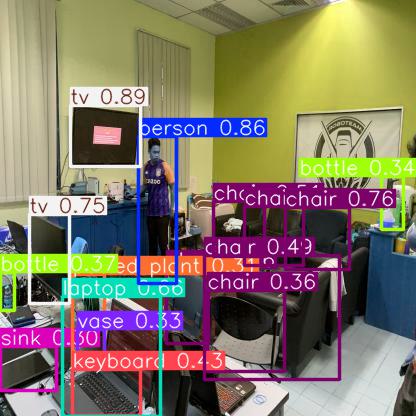 tv 0.89
person 0.86
bottle 0.34
chair 0.76
tv 0.75
chair 0.49
bottle 0.37
chair 0.36
laptop 0.66
vase 0.33
sink 0.30
keyboard 0.43
ROBOTEAM